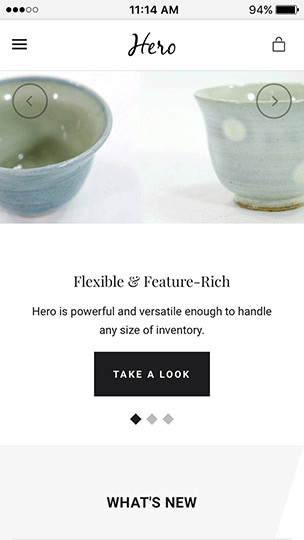 11:14 AM
94%
Hero
Flexible & Feature-Rich
Hero is powerful and versatile enough to handle
any size of inventory.
TAKE A LOOK
WHAT'S NEW